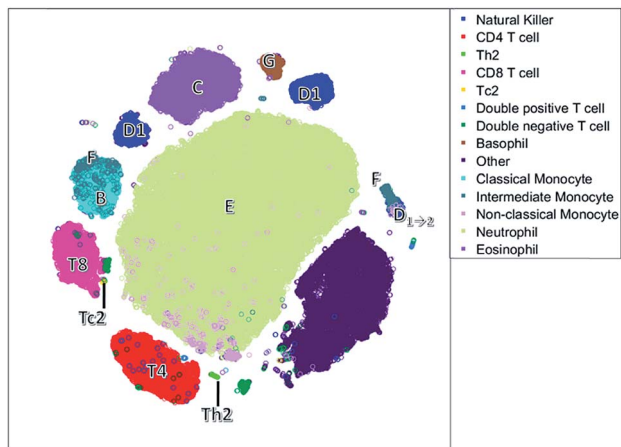 C
G
D1
D1
F
B
E
F
D1→2
T8
Tc2
T4
Th2
Natural Killer
CD4 T cell
Th2
CD8 T cell
Tc2
Double positive T cell
Double negative T cell
Basophil
Other
Classical Monocyte
Intermediate Monocyte
Non-classical Monocyte
Neutrophil
Eosinophil